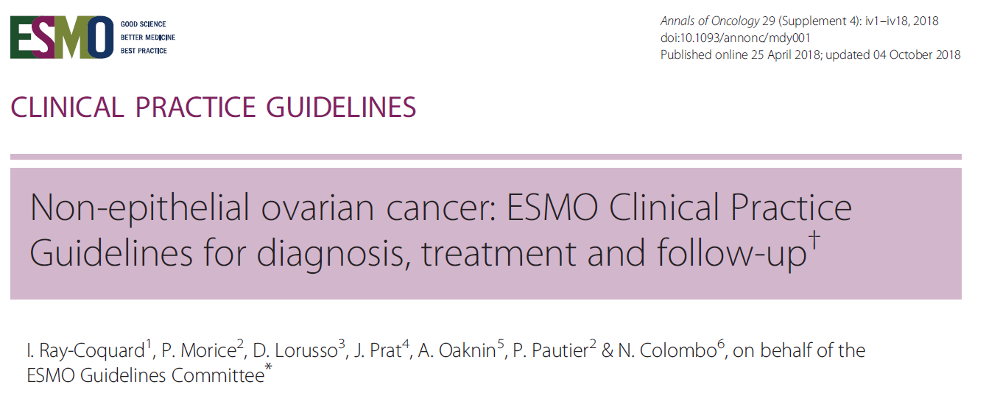 ESMO
GOOD SCIENCE
BETTER MEDICINE
BEST PRACTICE
Annals of Oncology 29 (Supplement 4): iv1–iv18, 2018
doi:10.1093/annonc/mdy001
Published online 25 April 2018; updated 04 October 2018
CLINICAL PRACTICE GUIDELINES
Non-epithelial ovarian cancer: ESMO Clinical Practice
Guidelines for diagnosis, treatment and follow-up†
I. Ray-Coquard1, P. Morice2, D. Lorusso3, J. Prat4, A. Oaknin5, P. Pautier2 & N. Colombo6, on behalf of the
ESMO Guidelines Committee*